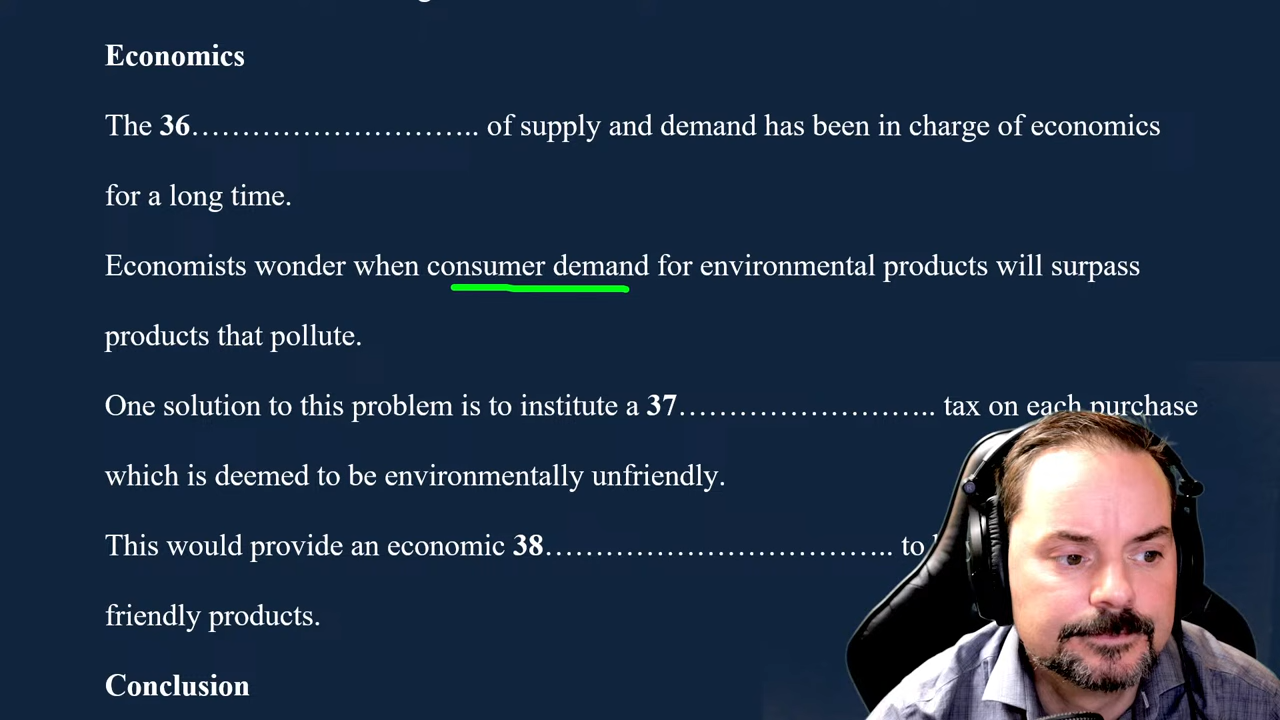 Economics
The 36……………………….. of supply and demand has been in charge of economics
for a long time.
Economists wonder when consumer demand for environmental products will surpass
products that pollute.
One solution to this problem is to institute a 37…………………….. tax on each purchase
which is deemed to be environmentally unfriendly.
This would provide an economic 38…………………………….. to
friendly products.
Conclusion